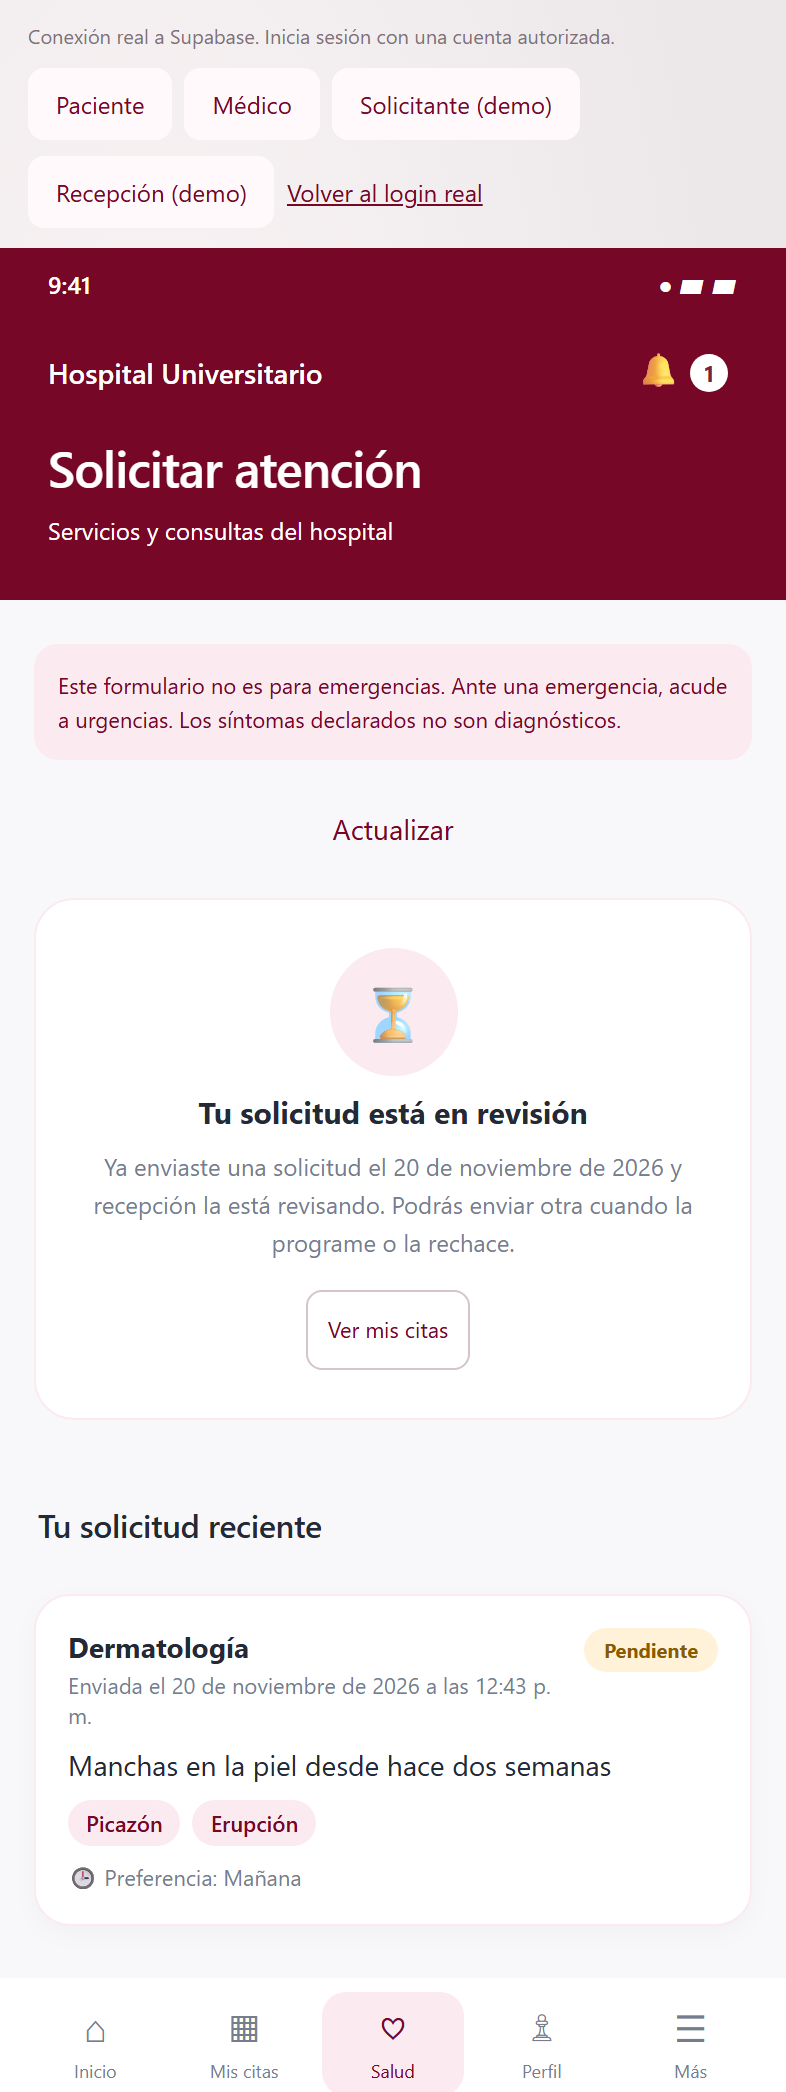 Conexión real a Supabase. Inicia sesión con una cuenta autorizada.
Paciente
Médico
Solicitante (demo)
Recepción (demo)
Volver al login real
9:41
Hospital Universitario
1
Solicitar atención
Servicios y consultas del hospital
Este formulario no es para emergencias. Ante una emergencia, acude
a urgencias. Los síntomas declarados no son diagnósticos.
Actualizar
Tu solicitud está en revisión
Ya enviaste una solicitud el 20 de noviembre de 2026 y
recepción la está revisando. Podrás enviar otra cuando la
programe o la rechace.
Ver mis citas
Tu solicitud reciente
Dermatología
Pendiente
Enviada el 20 de noviembre de 2026 a las 12:43 p.
m.
Manchas en la piel desde hace dos semanas
Picazón
Erupción
Preferencia: Mañana
Inicio
Mis citas
Salud
Perfil
Más